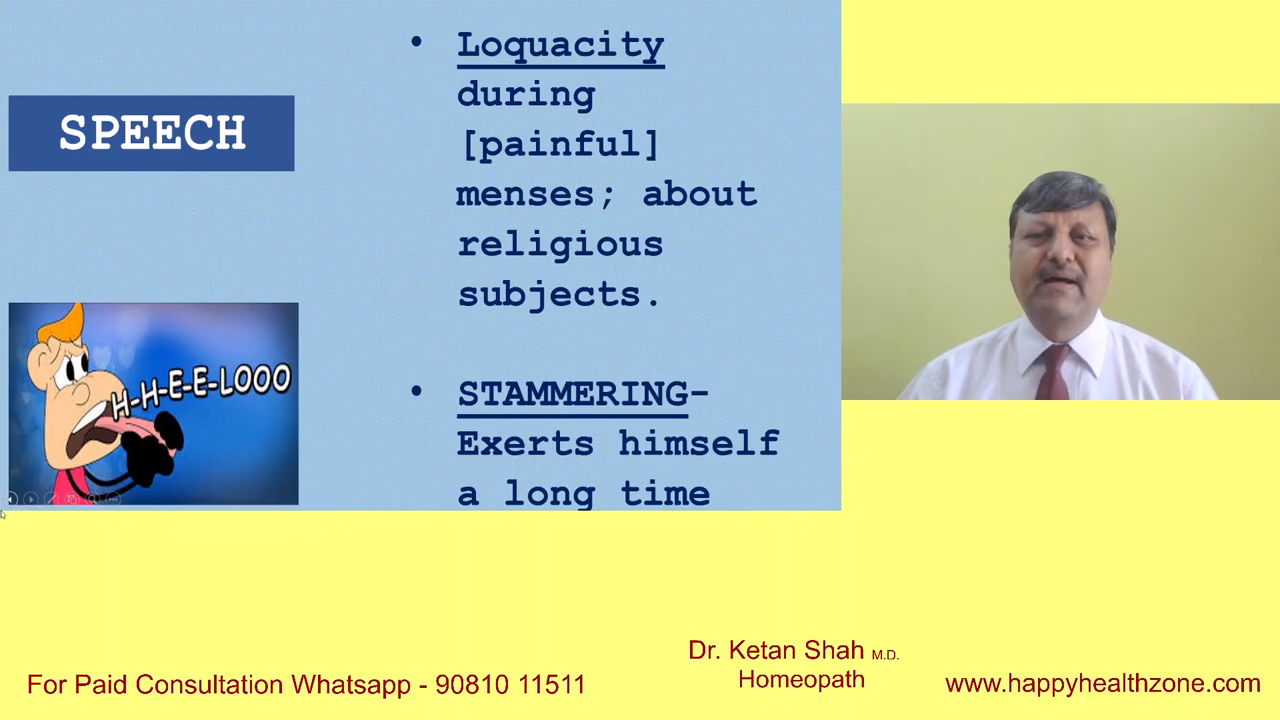 SPEECH
• Loquacity
during
[painful]
menses; about
religious
subjects.
• STAMMERING-
Exerts himself
a long time
H-H-E-E-LOOO
Dr. Ketan Shah M.D.
Homeopath
For Paid Consultation Whatsapp - 90810 11511
www.happyhealthzone.com